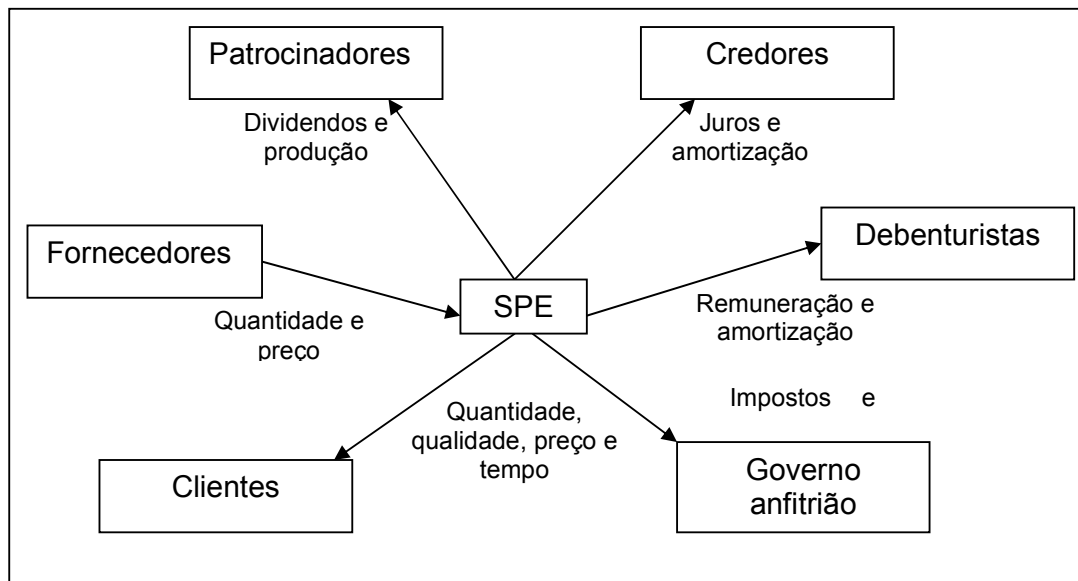 Patrocinadores
Credores
Dividendos e
produção
Juros e
amortização
Fornecedores
Debenturistas
SPE
Quantidade e
preço
Remuneração e
amortização
Impostos e
Quantidade,
qualidade, preço e
tempo
Clientes
Governo
anfitrião